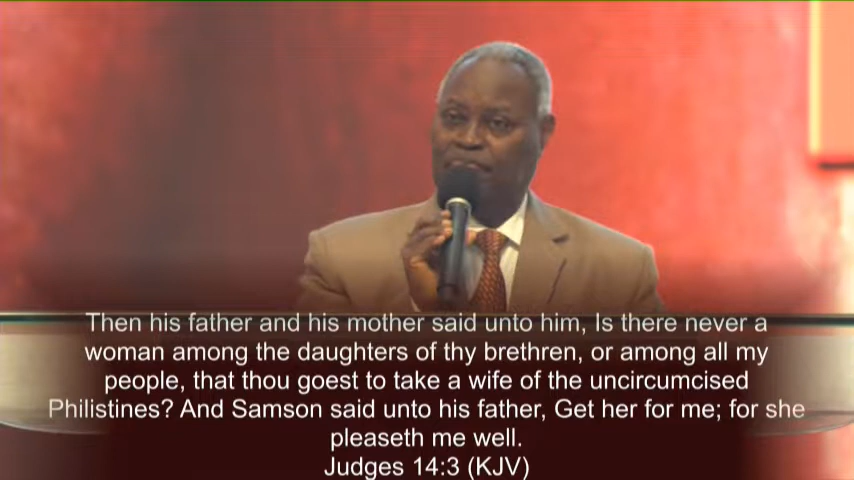 Then his father and his mother said unto him, Is there never a
woman among the daughters of thy brethren, or among all my
people, that thou goest to take a wife of the uncircumcised
Philistines? And Samson said unto his father, Get her for me; for she
pleaseth me well.
Judges 14:3 (KJV)